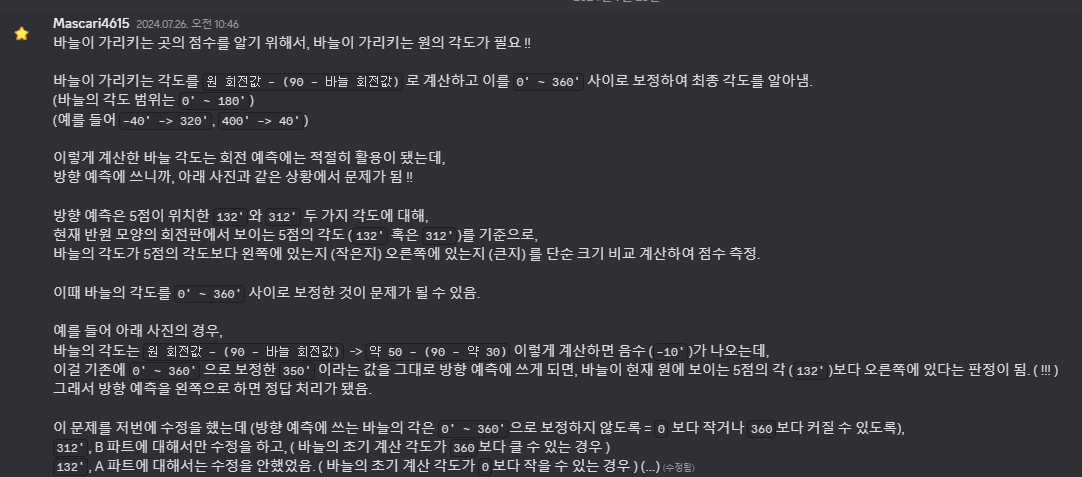 Mascari4615 2024.07.26. 오전 10:46
바늘이 가리키는 곳의 점수를 알기 위해서, 바늘이 가리키는 원의 각도가 필요 !!
바늘이 가리키는 각도를 원 회전값 - (90 - 바늘 회전값) 로 계산하고 이를 0' ~ 360' 사이로 보정하여 최종 각도를 알아냄.
(바늘의 각도 범위는 0' ~ 180' )
(예를 들어 -40' -> 320' , 400' -> 40' )
이렇게 계산한 바늘 각도는 회전 예측에는 적절히 활용이 됐는데,
방향 예측에 쓰니까, 아래 사진과 같은 상황에서 문제가 됨 !!
방향 예측은 5점이 위치한 132' 와 312' 두 가지 각도에 대해,
현재 반원 모양의 회전판에서 보이는 5점의 각도 ( 132' 혹은 312' )를 기준으로,
바늘의 각도가 5점의 각도보다 왼쪽에 있는지 (작은지) 오른쪽에 있는지 (큰지) 를 단순 크기 비교 계산하여 점수 측정.
이때 바늘의 각도를 0' ~ 360' 사이로 보정한 것이 문제가 될 수 있음.
예를 들어 아래 사진의 경우,
바늘의 각도는 원 회전값 - (90 - 바늘 회전값) -> 약 50 - (90 - 약 30) 이렇게 계산하면 음수 ( -10' )가 나오는데,
이걸 기존에 0' ~ 360' 으로 보정한 350' 이라는 값을 그대로 방향 예측에 쓰게 되면, 바늘이 현재 원에 보이는 5점의 각 ( 132' )보다 오른쪽에 있다는 판정이 됨. ( !!! )
그래서 방향 예측을 왼쪽으로 하면 정답 처리가 됐음.
이 문제를 저번에 수정을 했는데 (방향 예측에 쓰는 바늘의 각은 0' ~ 360' 으로 보정하지 않도록 = 0 보다 작거나 360 보다 커질 수 있도록),
312' , B 파트에 대해서만 수정을 하고, ( 바늘의 초기 계산 각도가 360 보다 클 수 있는 경우 )
132' , A 파트에 대해서는 수정을 안했었음. ( 바늘의 초기 계산 각도가 0 보다 작을 수 있는 경우 ) (...) (수정됨)